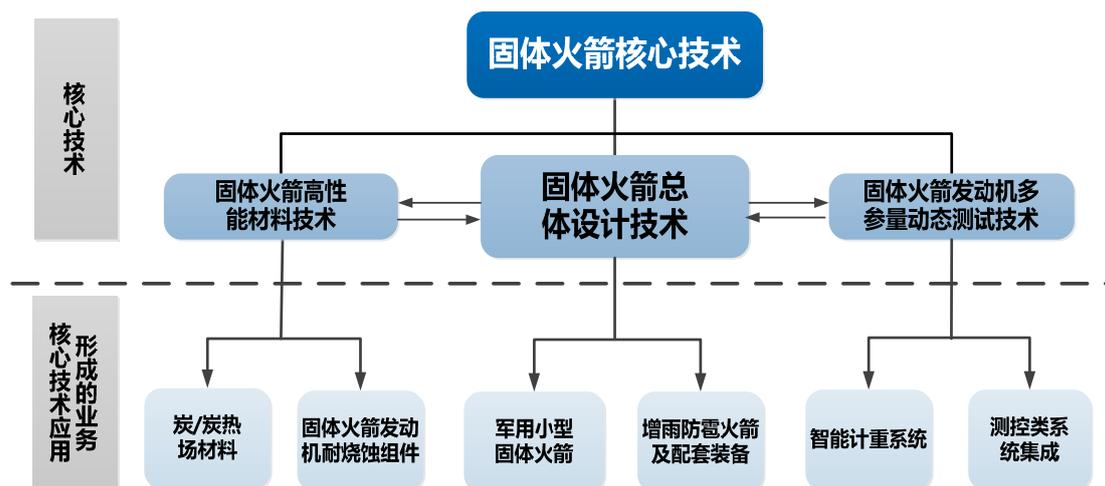 固体火箭核心技术
核心技术
固体火箭高性
能材料技术
固体火箭总
体设计技术
固体火箭发动机多
参量动态测试技术
核心技术应用
形成的业务
炭/炭热
场材料
固体火箭发动
机耐烧蚀组件
军用小型
固体火箭
增雨防雹火箭
及配套装备
智能计重系统
测控类系
统集成